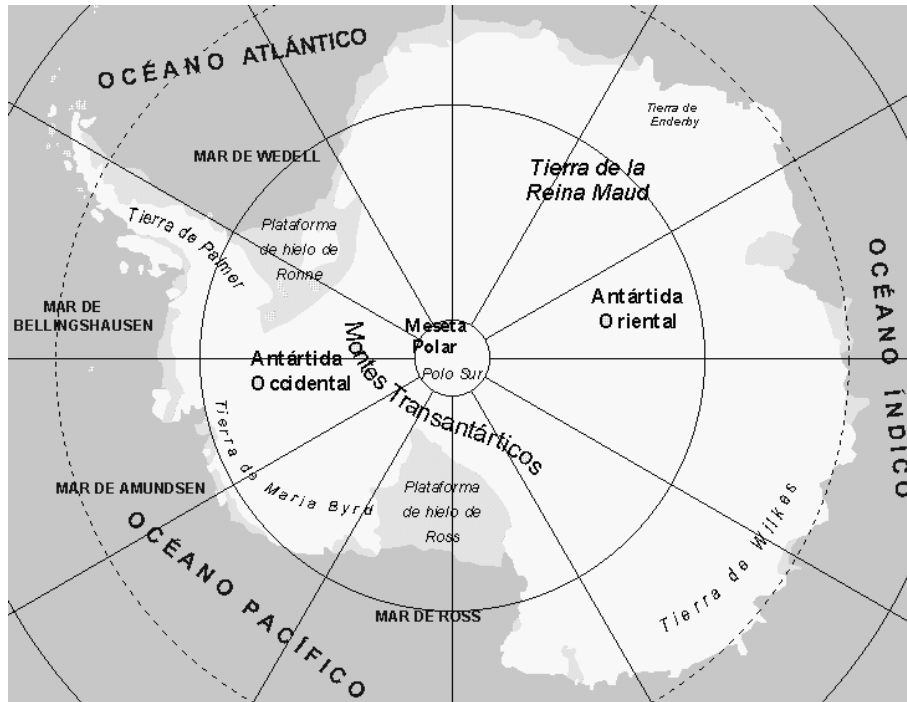 OCÉANO ATLÁNTICO
Tierra de
Enderby
MAR DE WEDELL
Tierra de la
Reina Maud
Tierra de Palmer
Plataforma
de hielo de
Ronne
OCÉANO ÍNDICO
MAR DE
BELLINGSHAUSEN
Antártida
Oriental
Meseta
Polar
Polo Sur
Antártida
Occidental
Montes Transantárticos
Tierra de Maria Byrd
Plataforma
de hielo de
Ross
MAR DE AMUNDSEN
Tierra de Wilkes
OCÉANO PACÍFICO
MAR DE ROSS